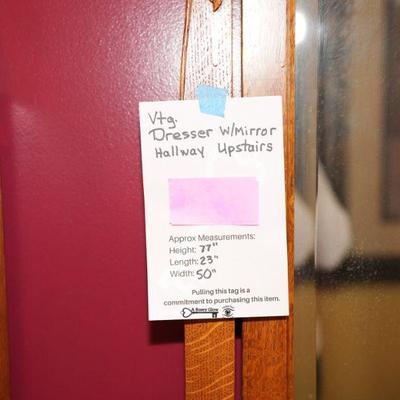 Vtg.
Dresser W/Mirror
Hallway Upstairs
Approx Measurements:
Height: 77"
Length: 23"
Width: 50"
Pulling this tag is a
commitment to purchasing this item.